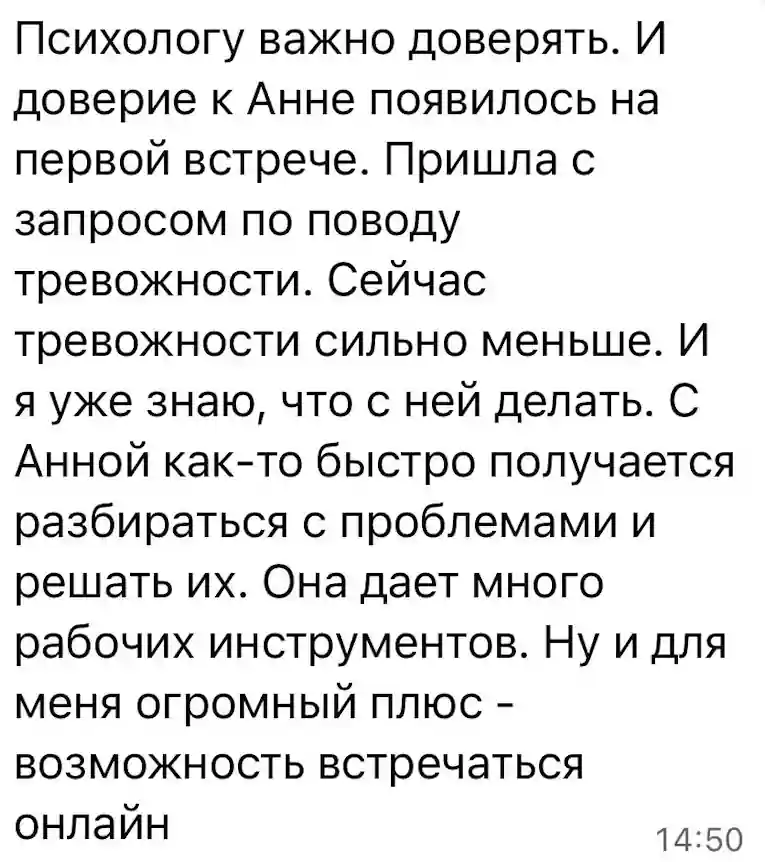 Психологу важно доверять. И
доверие к Анне появилось на
первой встрече. Пришла с
запросом по поводу
тревожности. Сейчас
тревожности сильно меньше. И
я уже знаю, что с ней делать. С
Анной как-то быстро получается
разбираться с проблемами и
решать их. Она дает много
рабочих инструментов. Ну и для
меня огромный плюс -
возможность встречаться
онлайн
14:50